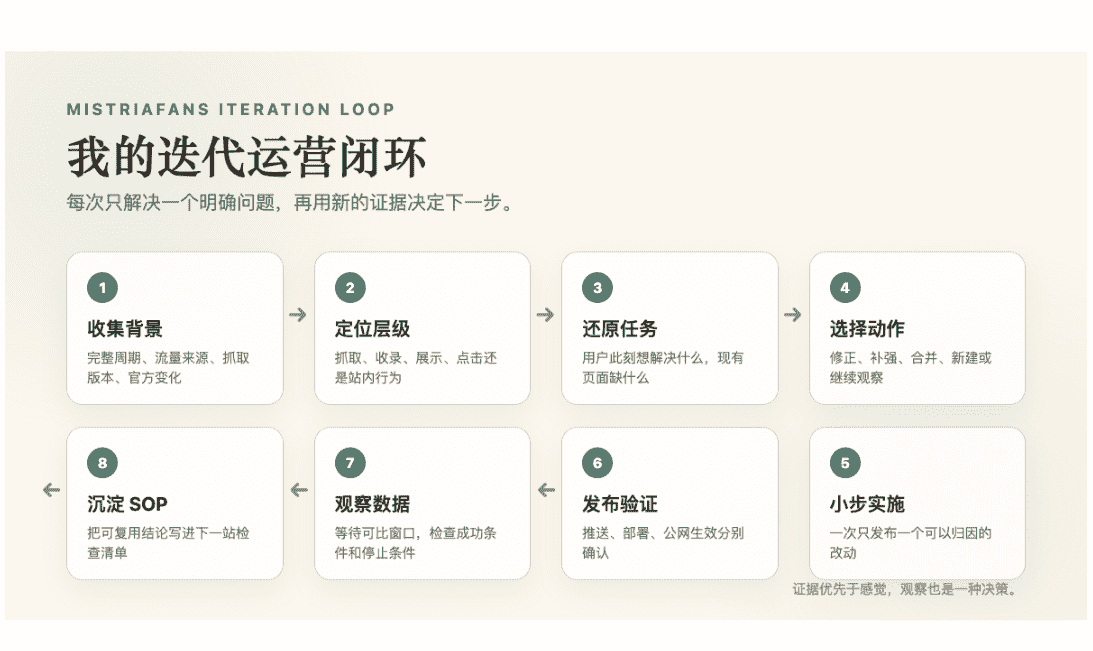 MISTRIAFANS ITERATION LOOP
我的迭代运营闭环
每次只解决一个明确问题，再用新的证据决定下一步。
1
收集背景
完整周期、流量来源、抓取
版本、官方变化
→
2
定位层级
抓取、收录、展示、点击还
是站内行为
→
3
还原任务
用户此刻想解决什么，现有
页面缺什么
→
4
选择动作
修正、补强、合并、新建或
继续观察
←
8
沉淀 SOP
把可复用结论写进下一站检
查清单
←
7
观察数据
等待可比窗口，检查成功条
件和停止条件
←
6
发布验证
推送、部署、公网生效分别
确认
5
小步实施
一次只发布一个可以归因的
改动
证据优先于感觉，观察也是一种决策。